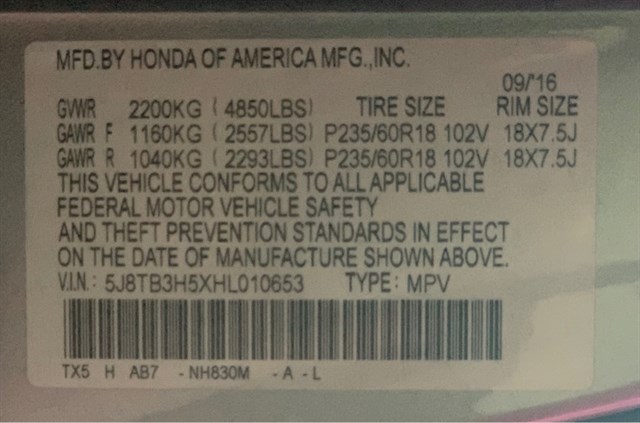 MFD.BY HONDA OF AMERICA MFG.,INC.
09/'16
GVWR 2200KG ( 4850LBS) TIRE SIZE RIM SIZE
GAWR F 1160KG ( 2557LBS) P235/60R18 102V 18X7.5J
GAWR R 1040KG ( 2293LBS) P235/60R18 102V 18X7.5J
THIS VEHICLE CONFORMS TO ALL APPLICABLE
FEDERAL MOTOR VEHICLE SAFETY
AND THEFT PREVENTION STANDARDS IN EFFECT
ON THE DATE OF MANUFACTURE SHOWN ABOVE.
V.I.N.: 5J8TB3H5XHL010653 TYPE: MPV
TX5 H AB7 - NH830M - A - L